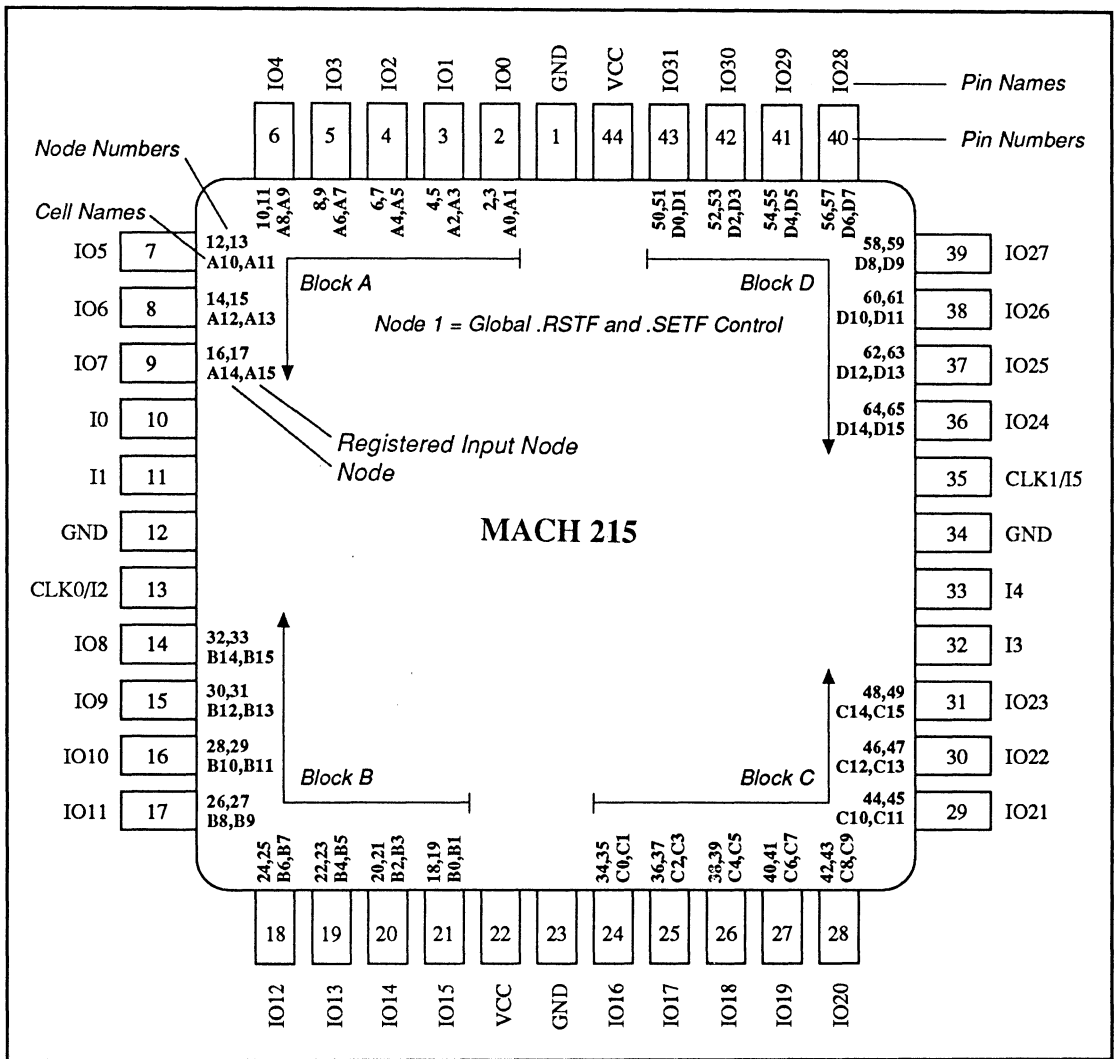 IO4 IO3 IO2 IO1 IO0 GND VCC IO31 IO30 IO29 IO28 Pin Names
6 5 4 3 2 1 44 43 42 41 40 Pin Numbers
Node Numbers
Cell Names
10,11
A8,A9
8,9
A6,A7
6,7
A4,A5
4,5
A2,A3
2,3
A0,A1
50,51
D0,D1
52,53
D2,D3
54,55
D4,D5
56,57
D6,D7
IO5 7
12,13
A10,A11
58,59
D8,D9
39 IO27
Block A
Block D
IO6 8
14,15
A12,A13
60,61
D10,D11
38 IO26
Node 1 = Global .RSTF and .SETF Control
IO7 9
16,17
A14,A15
62,63
D12,D13
37 IO25
I0 10
64,65
D14,D15
36 IO24
Registered Input Node
Node
I1 11
35 CLK1/I5
GND 12
MACH 215
34 GND
CLK0/I2 13
33 I4
IO8 14
32,33
B14,B15
32 I3
IO9 15
30,31
B12,B13
48,49
C14,C15
31 IO23
IO10 16
28,29
B10,B11
46,47
C12,C13
30 IO22
Block B
Block C
IO11 17
26,27
B8,B9
44,45
C10,C11
29 IO21
24,25
B6,B7
22,23
B4,B5
20,21
B2,B3
18,19
B0,B1
34,35
C0,C1
36,37
C2,C3
38,39
C4,C5
40,41
C6,C7
42,43
C8,C9
18 19 20 21 22 23 24 25 26 27 28
IO12 IO13 IO14 IO15 VCC GND IO16 IO17 IO18 IO19 IO20